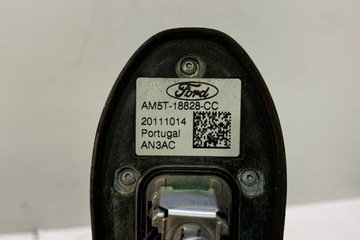 Ford
AM5T-18828-CC
20111014
Portugal
AN3AC